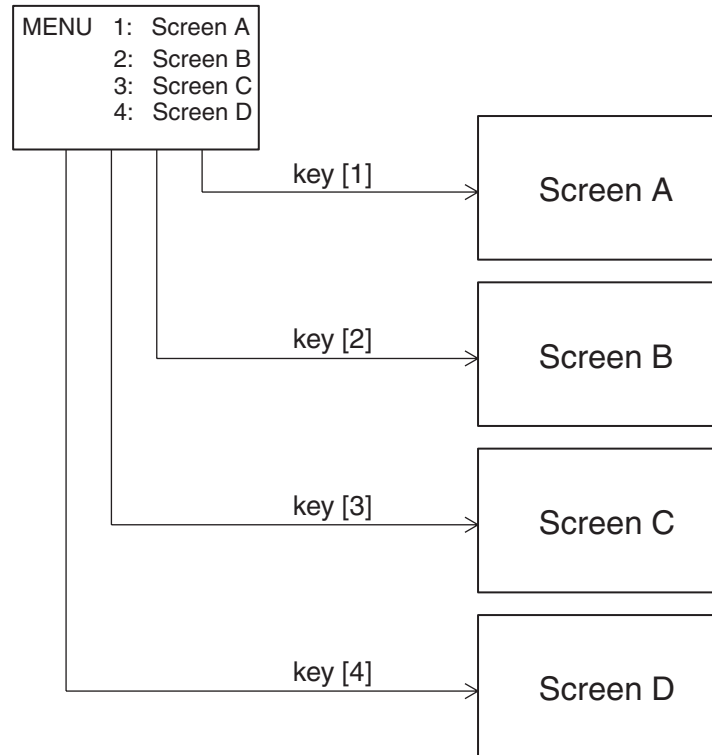 MENU 1: Screen A
2: Screen B
3: Screen C
4: Screen D
key [1]
Screen A
key [2]
Screen B
key [3]
Screen C
key [4]
Screen D